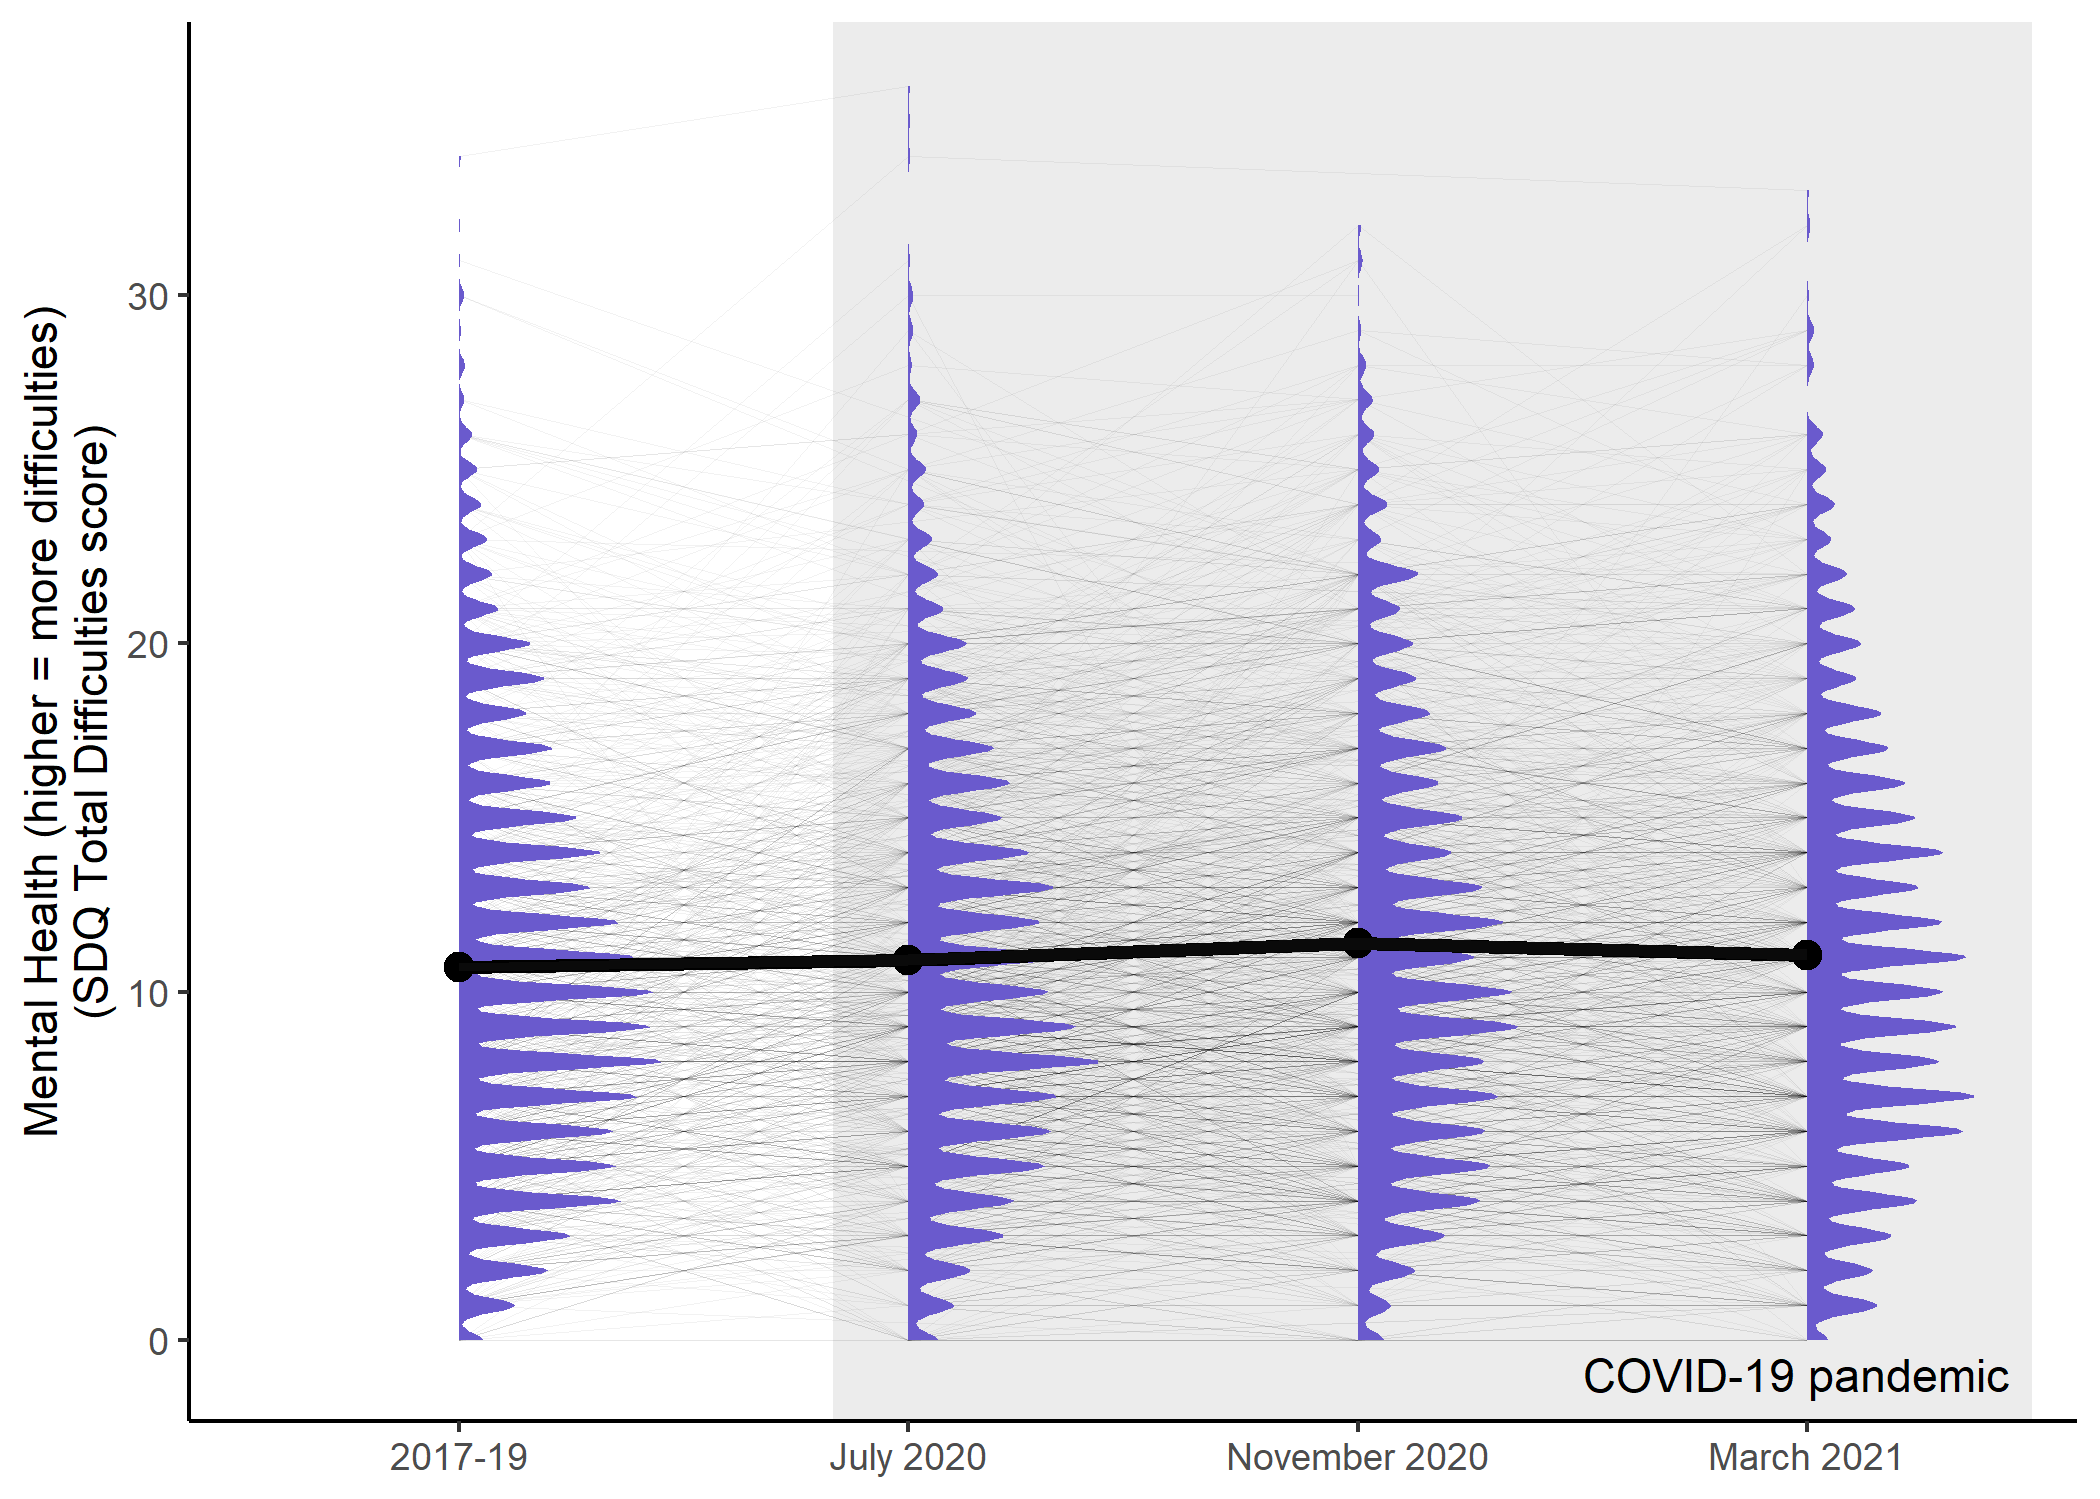 Mental Health (higher = more difficulties)
(SDQ Total Difficulties score)
30
20
10
0
COVID-19 pandemic
2017-19
July 2020
November 2020
March 2021